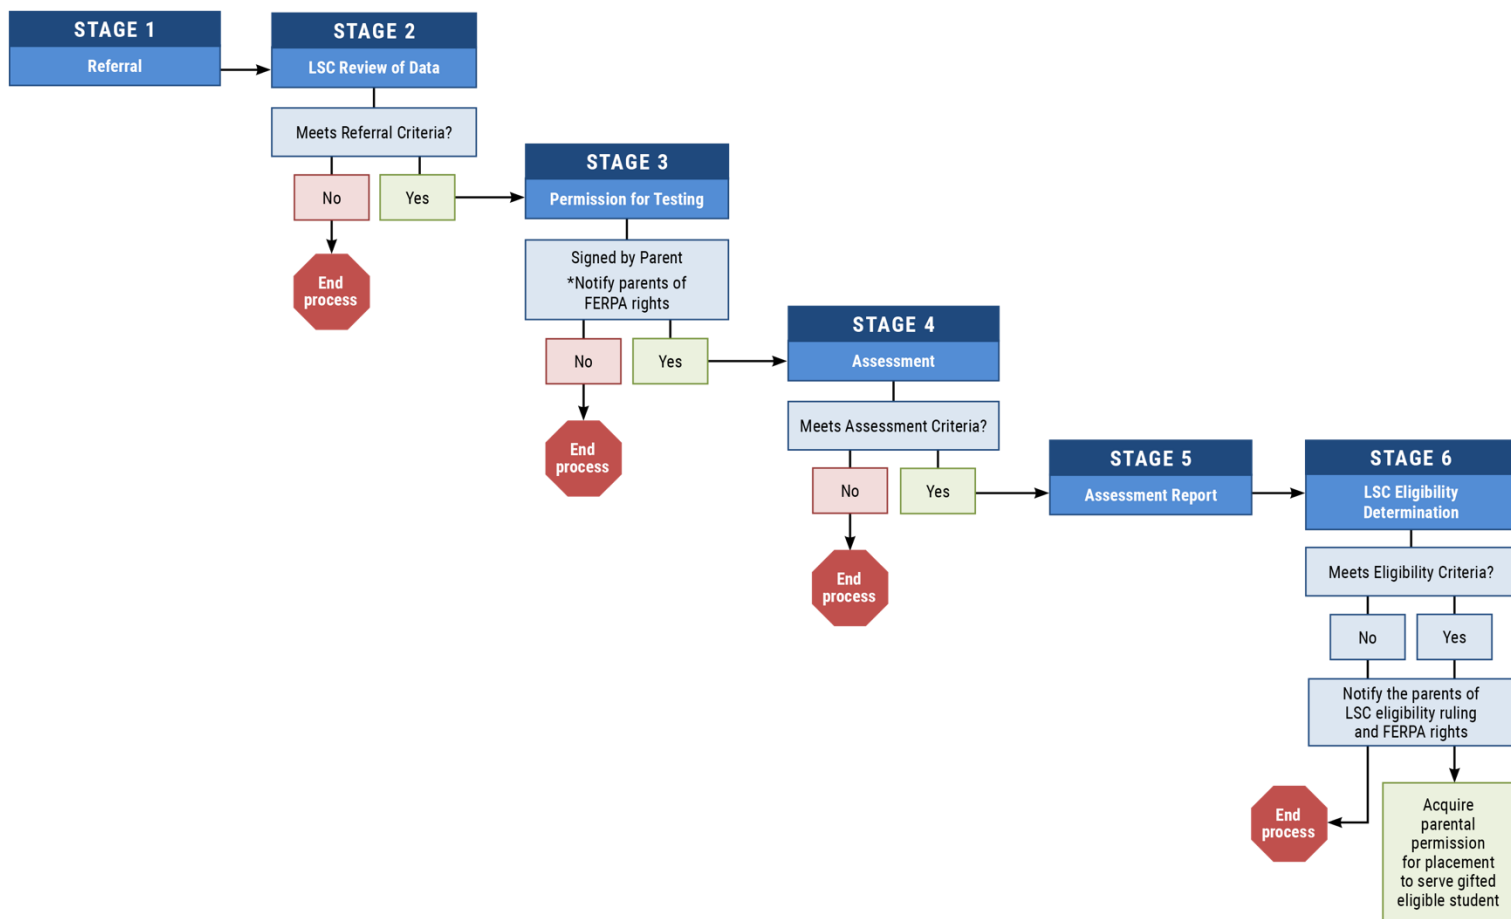 STAGE 1
Referral
STAGE 2
LSC Review of Data
Meets Referral Criteria?
No
Yes
End
process
STAGE 3
Permission for Testing
Signed by Parent
*Notify parents of
FERPA rights
No
Yes
End
process
STAGE 4
Assessment
Meets Assessment Criteria?
No
Yes
End
process
STAGE 5
Assessment Report
STAGE 6
LSC Eligibility
Determination
Meets Eligibility Criteria?
No
Yes
Notify the parents of
LSC eligibility ruling
and FERPA rights
End
process
Acquire
parental
permission
for placement
to serve gifted
eligible student